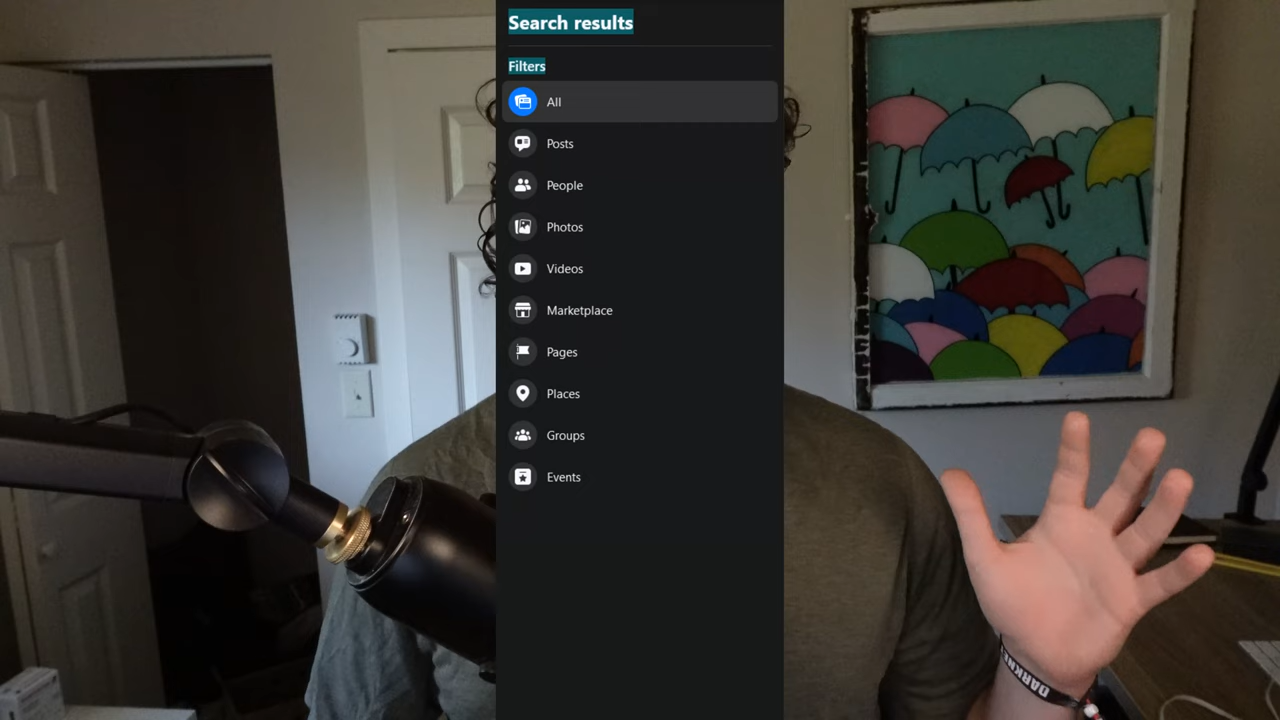 Search results
Filters
All
Posts
People
Photos
Videos
Marketplace
Pages
Places
Groups
Events